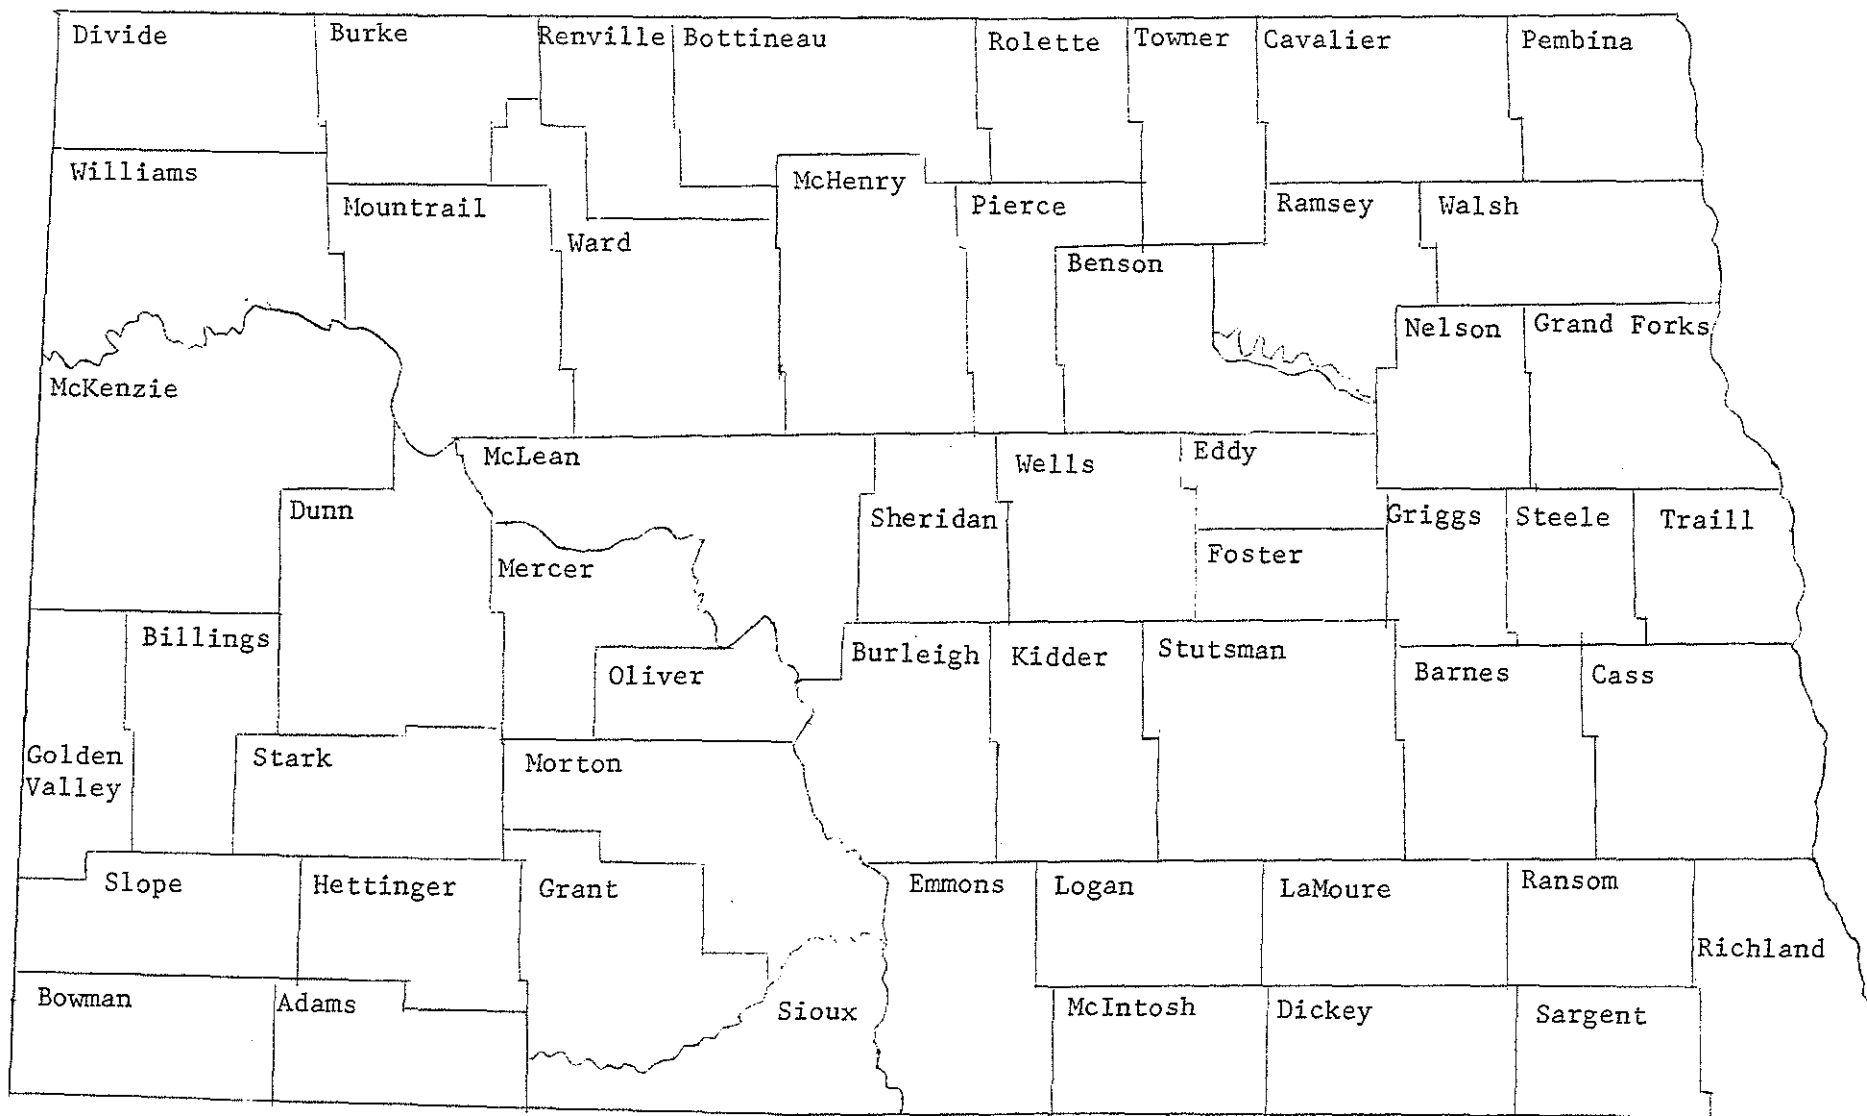 Divide
Burke
Renville
Bottineau
Rolette
Towner
Cavalier
Pembina
Williams
Mountrail
Ward
McHenry
Pierce
Benson
Ramsey
Walsh
Nelson
Grand Forks
McKenzie
McLean
Wells
Eddy
Dunn
Sheridan
Griggs
Steele
Traill
Mercer
Foster
Billings
Oliver
Burleigh
Kidder
Stutsman
Barnes
Cass
Golden
Valley
Stark
Morton
Slope
Hettinger
Grant
Emmons
Logan
LaMoure
Ransom
Richland
Bowman
Adams
Sioux
McIntosh
Dickey
Sargent